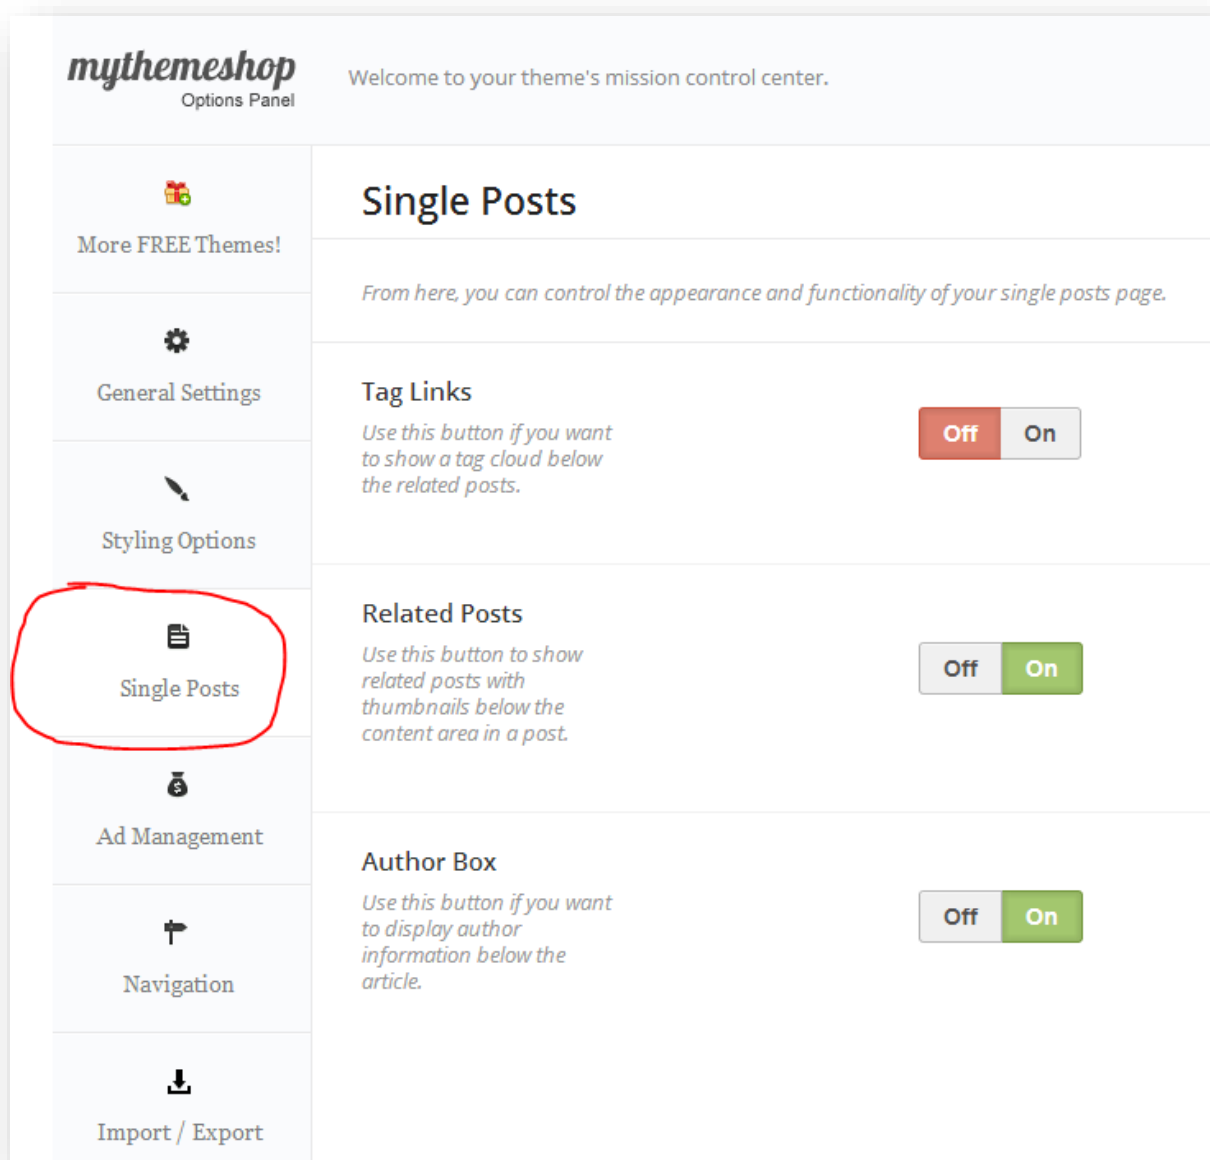 mythemeshop
Options Panel
Welcome to your theme's mission control center.
More FREE Themes!
General Settings
Styling Options
Single Posts
Ad Management
Navigation
Import / Export
Single Posts
From here, you can control the appearance and functionality of your single posts page.
Tag Links
Use this button if you want
to show a tag cloud below
the related posts.
Off On
Related Posts
Use this button to show
related posts with
thumbnails below the
content area in a post.
Off On
Author Box
Use this button if you want
to display author
information below the
article.
Off On